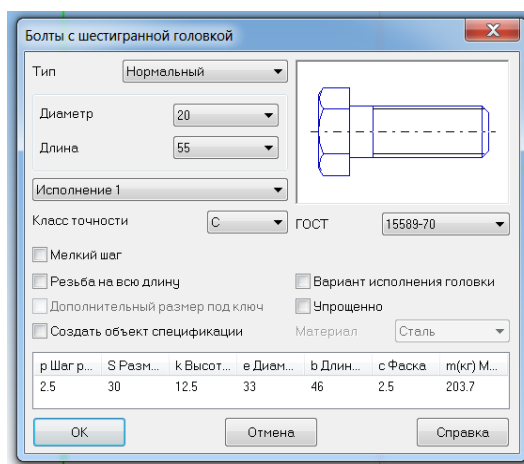 Болты с шестигранной головкой
Тип Нормальный
Диаметр 20
Длина 55
Исполнение 1
Класс точности C ГОСТ 15589-70
Мелкий шаг
Резьба на всю длину Вариант исполнения головки
Дополнительный размер под ключ Упрощенно
Создать объект спецификации Материал Сталь
p Шаг р... S Разм... k Высот... e Диам... b Длин... c Фаска m(кг) М...
2.5 30 12.5 33 46 2.5 203.7
OK Отмена Справка